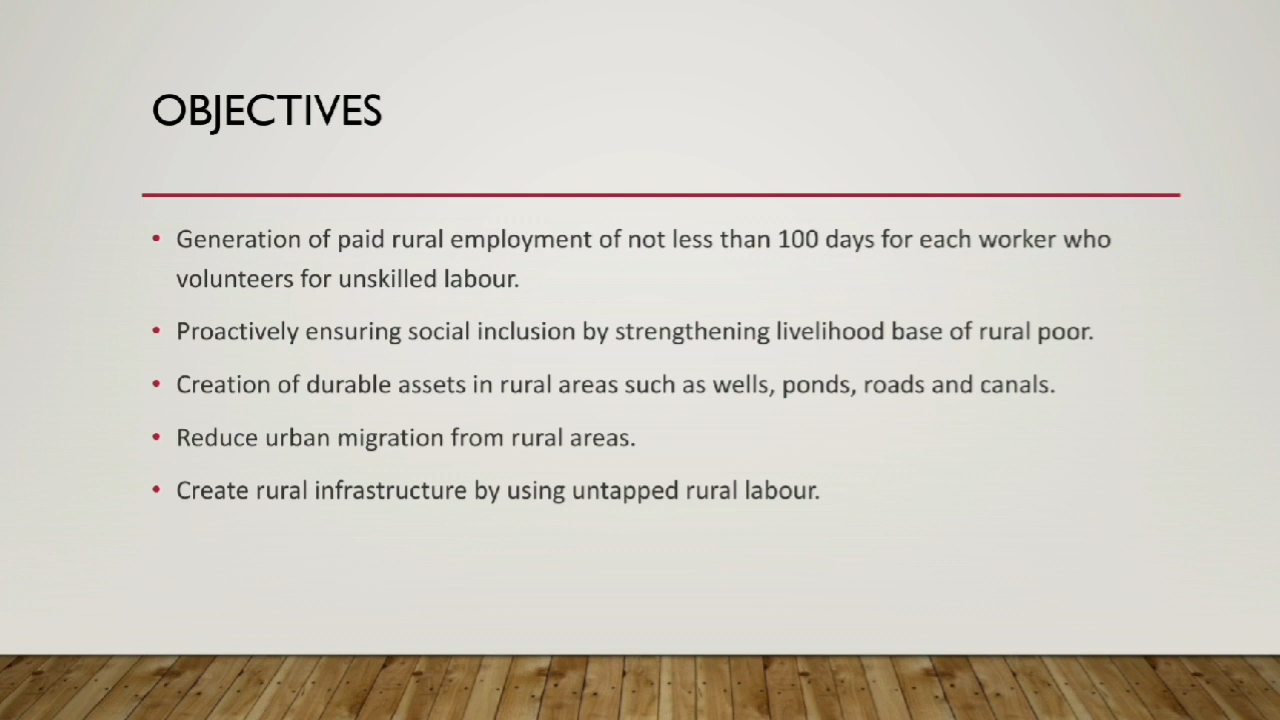 OBJECTIVES
• Generation of paid rural employment of not less than 100 days for each worker who
volunteers for unskilled labour.
• Proactively ensuring social inclusion by strengthening livelihood base of rural poor.
• Creation of durable assets in rural areas such as wells, ponds, roads and canals.
• Reduce urban migration from rural areas.
• Create rural infrastructure by using untapped rural labour.